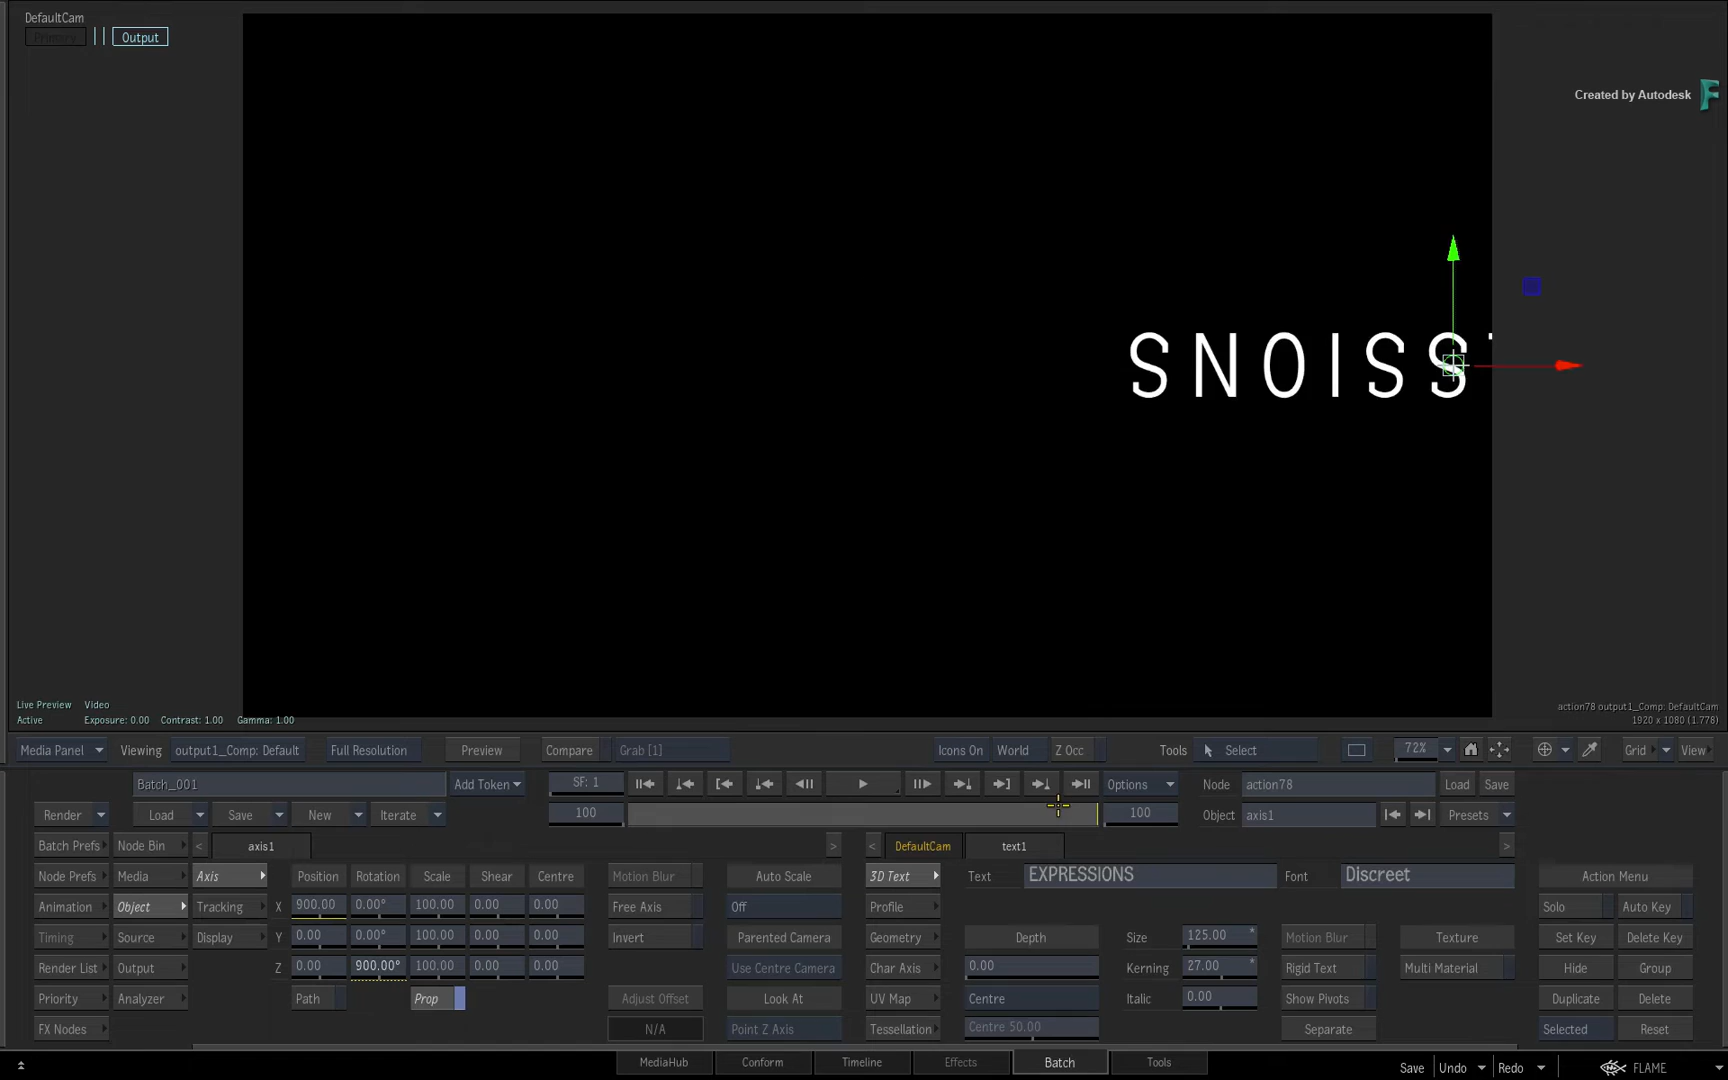 DefaultCam
Primary
Output
Created by Autodesk
SNOISS
Live Preview Video
Active Exposure: 0.00 Contrast: 1.00 Gamma: 1.00
action78 output1_Comp: DefaultCam
1920 x 1080 (1.778)
Media Panel Viewing output1_Comp: Default Full Resolution Preview Compare Grab [1] Icons On World Z Occ Tools Select 72% Grid View
Batch_001 Add Token SF: 1 Options Node action78 Load Save
Render Load Save New Iterate 100 100 Object axis1 Presets
Batch Prefs Node Bin < axis1 > < DefaultCam text1 >
Node Prefs Media Axis Position Rotation Scale Shear Centre Motion Blur Auto Scale 3D Text Text EXPRESSIONS Font Discreet Action Menu
Animation Object Tracking X 900.00 0.00° 100.00 0.00 0.00 Free Axis Off Profile Solo Auto Key
Timing Source Display Y 0.00 0.00° 100.00 0.00 0.00 Invert Parented Camera Geometry Depth Size 125.00 * Motion Blur Texture Set Key Delete Key
Render List Output Z 0.00 900.00° 100.00 0.00 0.00 Use Centre Camera Char Axis 0.00 Kerning 27.00 * Rigid Text Multi Material Hide Group
Priority Analyzer Path Prop Adjust Offset Look At UV Map Centre Italic 0.00 Show Pivots Duplicate Delete
FX Nodes N/A Point Z Axis Tessellation Centre 50.00 Separate Selected Reset
MediaHub Conform Timeline Effects Batch Tools Save Undo Redo FLAME